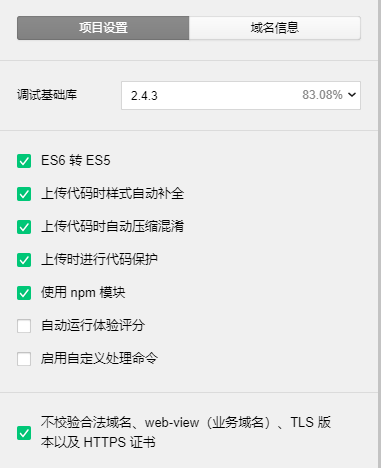 项目设置
域名信息
调试基础库
2.4.3
83.08%
ES6 转 ES5
上传代码时样式自动补全
上传代码时自动压缩混淆
上传时进行代码保护
使用 npm 模块
自动运行体验评分
启用自定义处理命令
不校验合法域名、web-view（业务域名）、TLS 版
本以及 HTTPS 证书